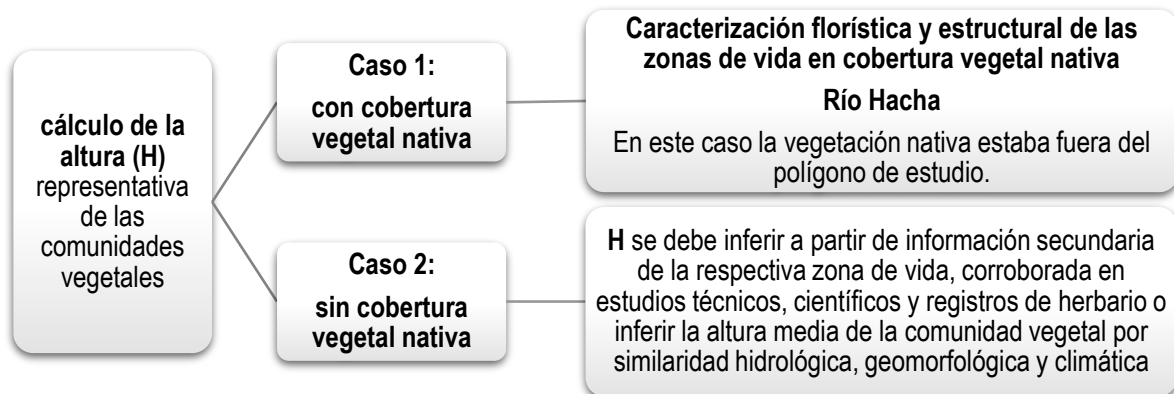 cálculo de la
altura (H)
representativa
de las
comunidades
vegetales
Caso 1:
con cobertura
vegetal nativa
Caracterización florística y estructural de las
zonas de vida en cobertura vegetal nativa
Río Hacha
En este caso la vegetación nativa estaba fuera del
polígono de estudio.
Caso 2:
sin cobertura
vegetal nativa
H se debe inferir a partir de información secundaria
de la respectiva zona de vida, corroborada en
estudios técnicos, científicos y registros de herbario o
inferir la altura media de la comunidad vegetal por
similaridad hidrológica, geomorfológica y climática